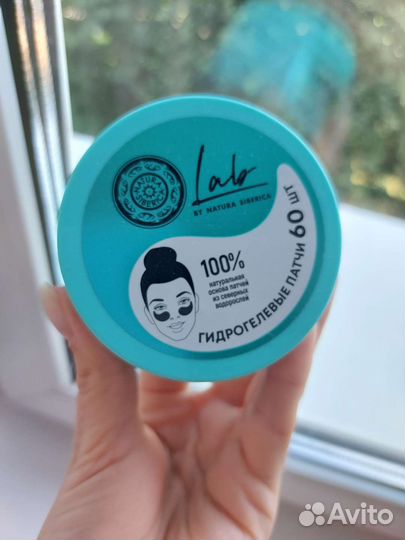 NATURA
SIBERICA
Lab
BY NATURA SIBERICA
100%
натуральная
основа патчей
из северных
водорослей
ГИДРОГЕЛЕВЫЕ ПАТЧИ 60 ШТ
Avito